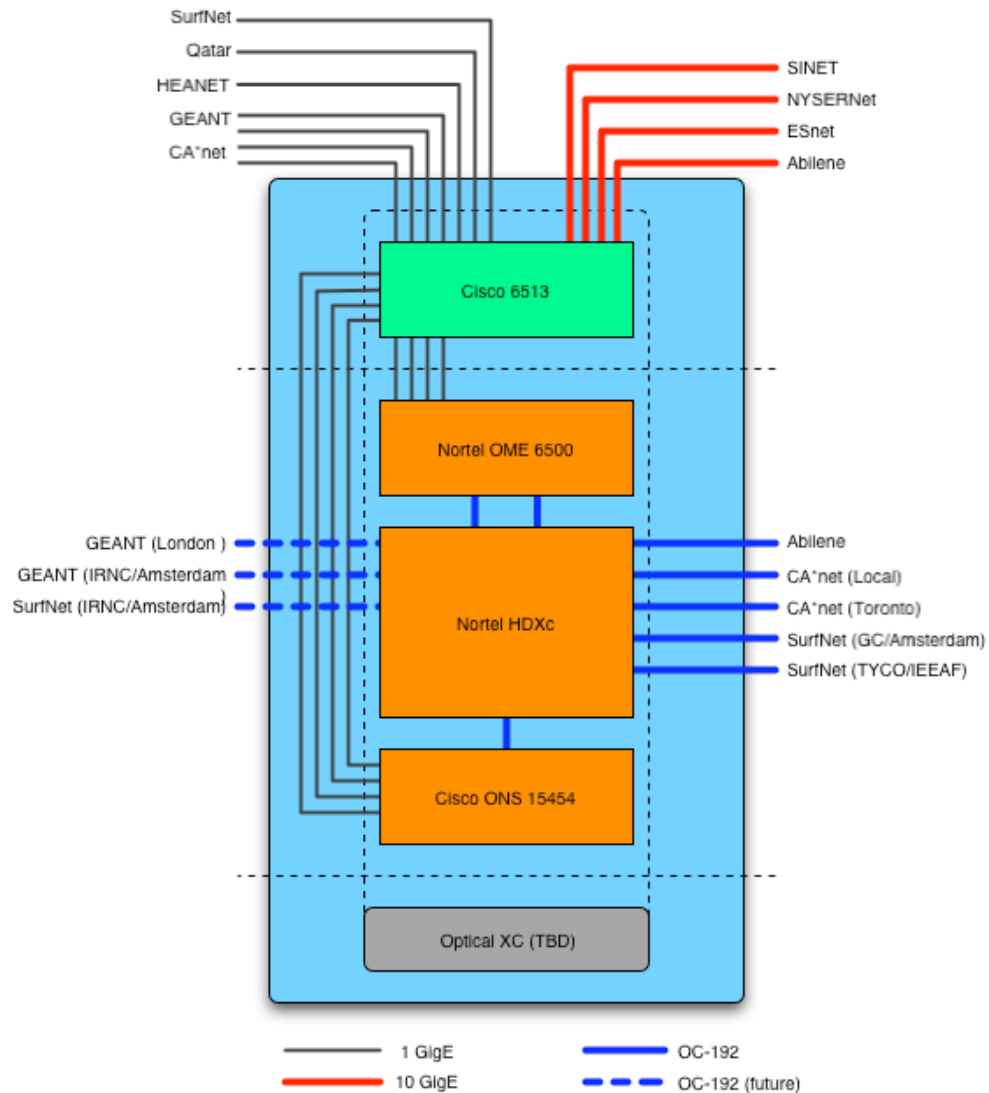 SurfNet
Qatar
HEANET
GEANT
CA*net
SINET
NYSERNet
ESnet
Abilene
Cisco 6513
Nortel OME 6500
GEANT (London )
GEANT (IRNC/Amsterdam
)
SurfNet (IRNC/Amsterdam)
Nortel HDXc
Abilene
CA*net (Local)
CA*net (Toronto)
SurfNet (GC/Amsterdam)
SurfNet (TYCO/IEEAF)
Cisco ONS 15454
Optical XC (TBD)
1 GigE
10 GigE
OC-192
OC-192 (future)